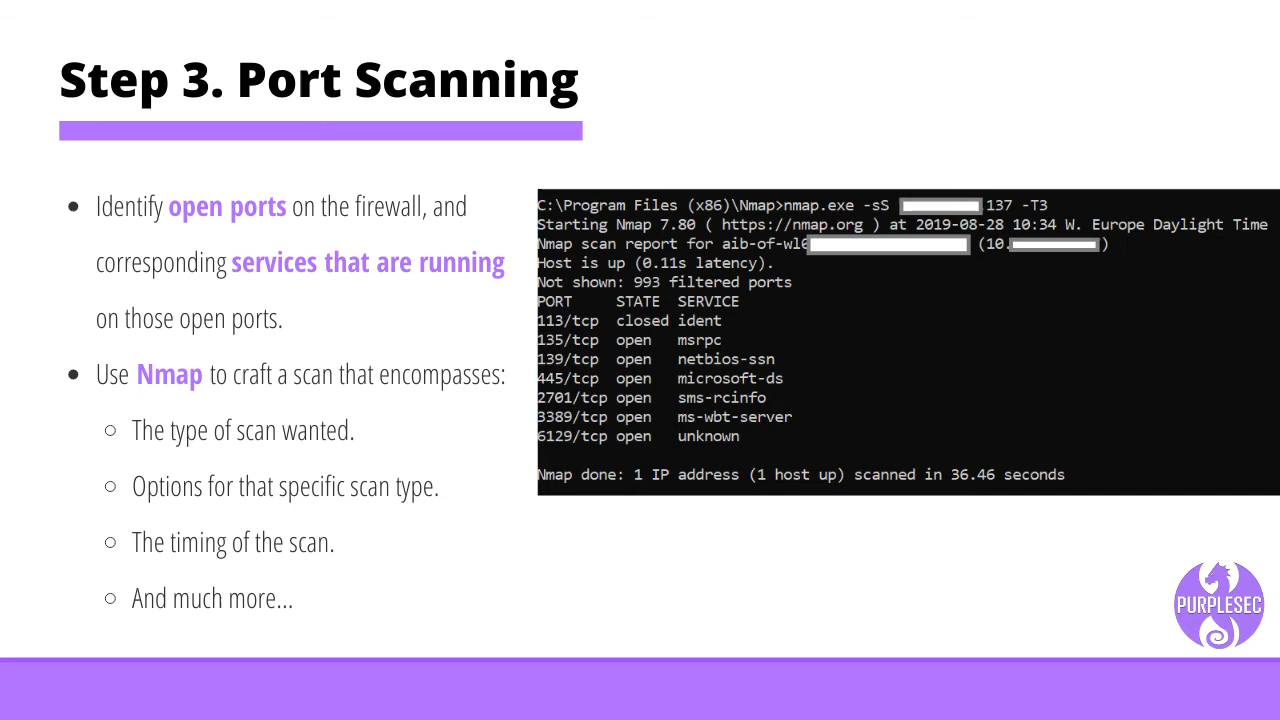 Step 3. Port Scanning
• Identify open ports on the firewall, and
corresponding services that are running
on those open ports.
• Use Nmap to craft a scan that encompasses:
○ The type of scan wanted.
○ Options for that specific scan type.
○ The timing of the scan.
○ And much more...
C:\Program Files (x86)\Nmap>nmap.exe -sS 137 -T3
Starting Nmap 7.80 ( https://nmap.org ) at 2019-08-28 10:34 W. Europe Daylight Time
Nmap scan report for aib-of-wl6 (10. )
Host is up (0.11s latency).
Not shown: 993 filtered ports
PORT STATE SERVICE
113/tcp closed ident
135/tcp open msrpc
139/tcp open netbios-ssn
445/tcp open microsoft-ds
2701/tcp open sms-rcinfo
3389/tcp open ms-wbt-server
6129/tcp open unknown
Nmap done: 1 IP address (1 host up) scanned in 36.46 seconds
PURPLESEC